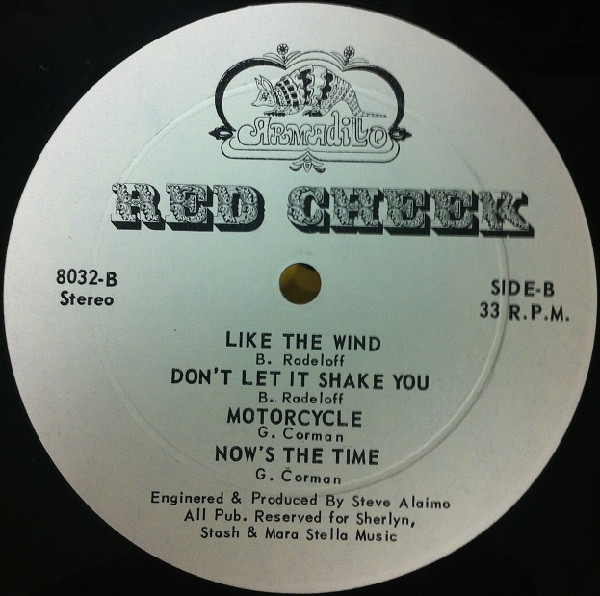 ARMAdiLLO
RED CHEEK
8032-B
Stereo
SIDE-B
33 R.P.M.
LIKE THE WIND
B. Radeloff
DON'T LET IT SHAKE YOU
B. Radeloff
MOTORCYCLE
G. Corman
NOW'S THE TIME
G. Corman
Enginered & Produced By Steve Alaimo
All Pub. Reserved for Sherlyn,
Stash & Mara Stella Music